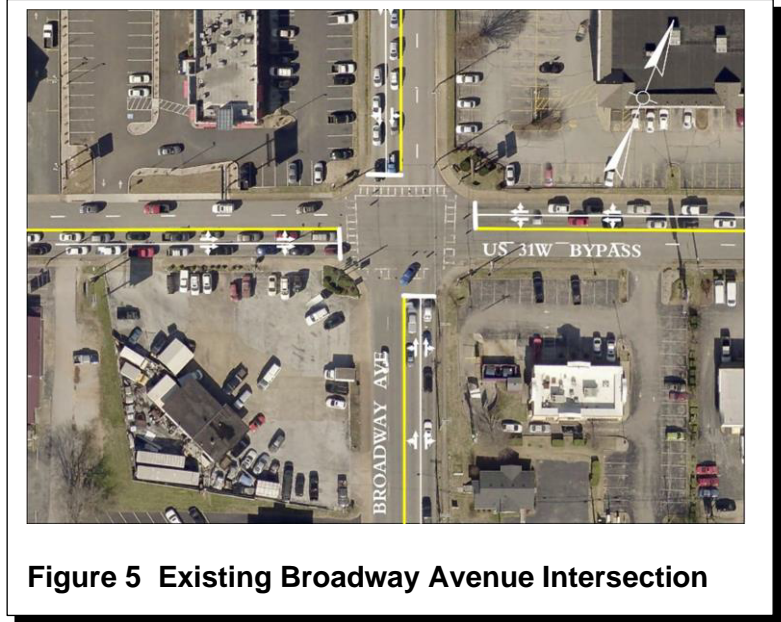 US 31W BYPASS
BROADWAY AVE
Figure 5 Existing Broadway Avenue Intersection